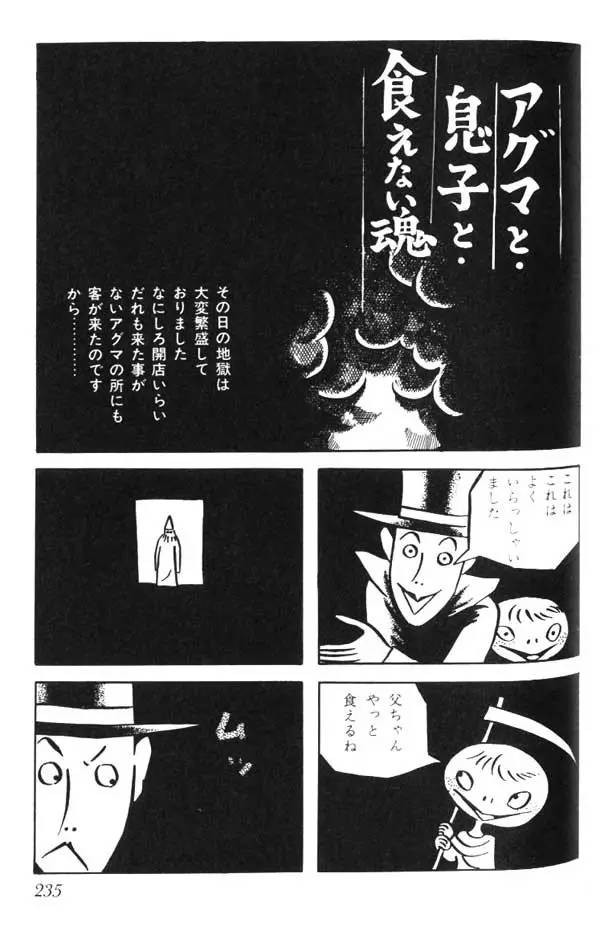 アグマと・
息子と・
食えない魂
その日の地獄は
大変繁盛して
おりました
なにしろ開店いらい
だれも来た事が
ないアグマの所にも
客が来たのです
から…………
これは
これは
よく
いらっしゃい
ました
父ちゃん
やっと
食えるね
ムッ
235